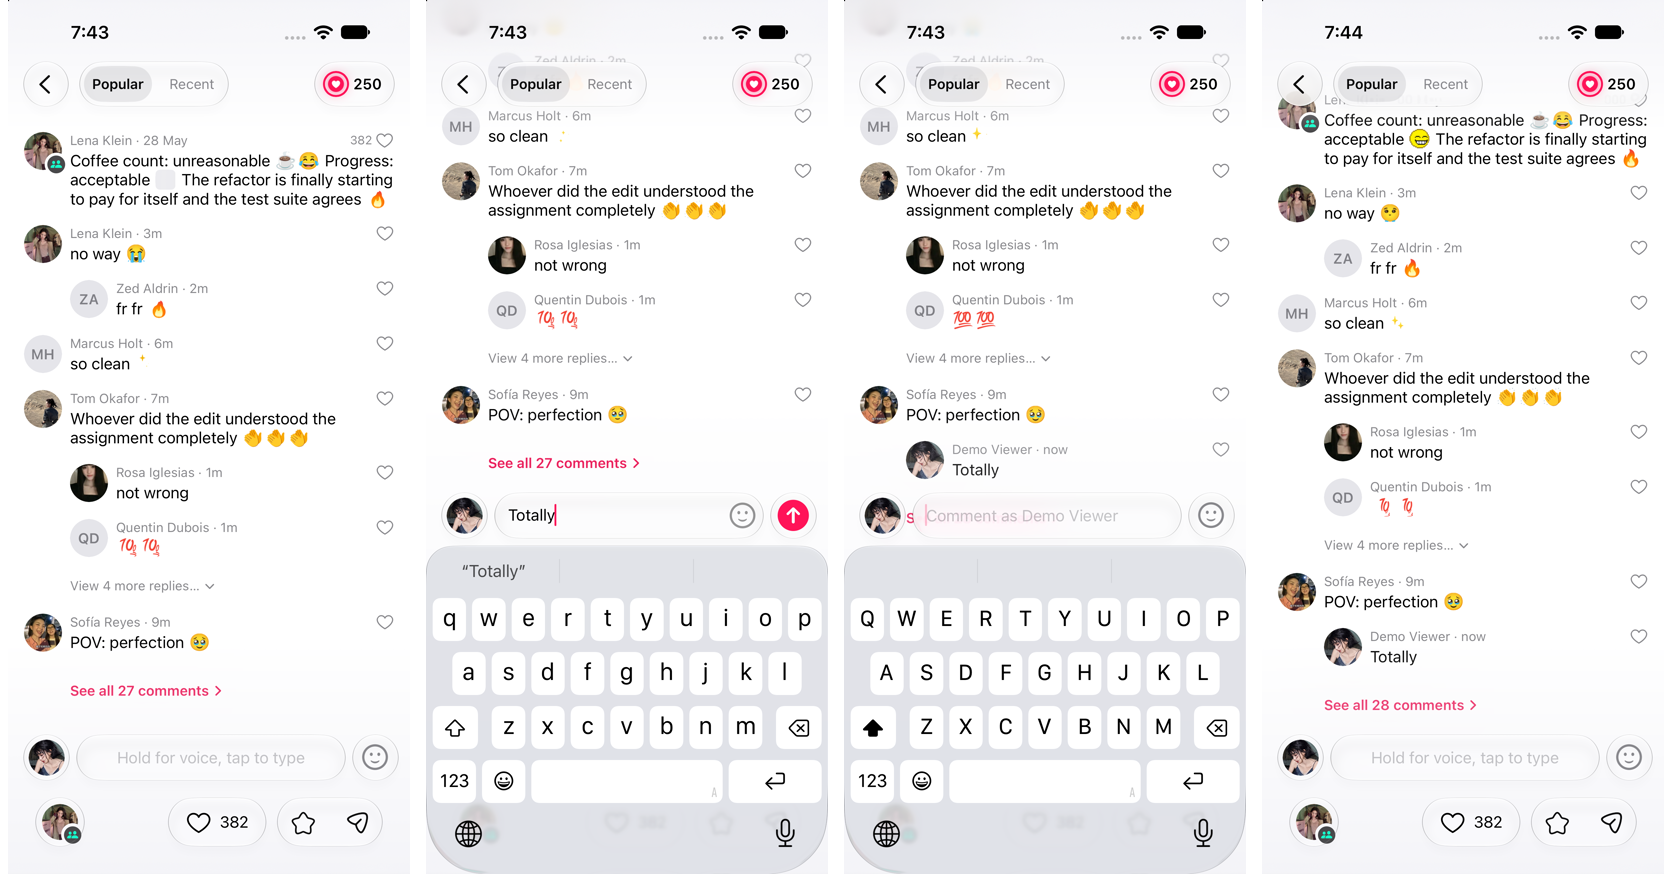 7:43
Popular
Recent
250
Lena Klein · 28 May
382
Coffee count: unreasonable ☕😂 Progress:
acceptable The refactor is finally starting
to pay for itself and the test suite agrees 🔥
Lena Klein · 3m
no way 😭
ZA
Zed Aldrin · 2m
fr fr 🔥
MH
Marcus Holt · 6m
so clean ✨
Tom Okafor · 7m
Whoever did the edit understood the
assignment completely 👏👏👏
Rosa Iglesias · 1m
not wrong
QD
Quentin Dubois · 1m
💯💯
View 4 more replies...
Sofía Reyes · 9m
POV: perfection 🥹
See all 27 comments
Hold for voice, tap to type
382
7:43
Zed Aldrin · 2m
Popular
Recent
250
MH
Marcus Holt · 6m
so clean ✨
Tom Okafor · 7m
Whoever did the edit understood the
assignment completely 👏👏👏
Rosa Iglesias · 1m
not wrong
QD
Quentin Dubois · 1m
💯💯
View 4 more replies...
Sofía Reyes · 9m
POV: perfection 🥹
See all 27 comments
Totally
“Totally”
q w e r t y u i o p
a s d f g h j k l
z x c v b n m
123
A
382
7:43
Zed Aldrin · 2m
Popular
Recent
250
MH
Marcus Holt · 6m
so clean ✨
Tom Okafor · 7m
Whoever did the edit understood the
assignment completely 👏👏👏
Rosa Iglesias · 1m
not wrong
QD
Quentin Dubois · 1m
💯💯
View 4 more replies...
Sofía Reyes · 9m
POV: perfection 🥹
Demo Viewer · now
Totally
Comment as Demo Viewer
Q W E R T Y U I O P
A S D F G H J K L
Z X C V B N M
123
A
382
7:44
Popular
Recent
250
Coffee count: unreasonable ☕😂 Progress:
acceptable 😁 The refactor is finally starting
to pay for itself and the test suite agrees 🔥
Lena Klein · 3m
no way
ZA
Zed Aldrin · 2m
fr fr 🔥
MH
Marcus Holt · 6m
so clean ✨
Tom Okafor · 7m
Whoever did the edit understood the
assignment completely 👏👏👏
Rosa Iglesias · 1m
not wrong
QD
Quentin Dubois · 1m
💯💯
View 4 more replies...
Sofía Reyes · 9m
POV: perfection 🥹
Demo Viewer · now
Totally
See all 28 comments
Hold for voice, tap to type
382